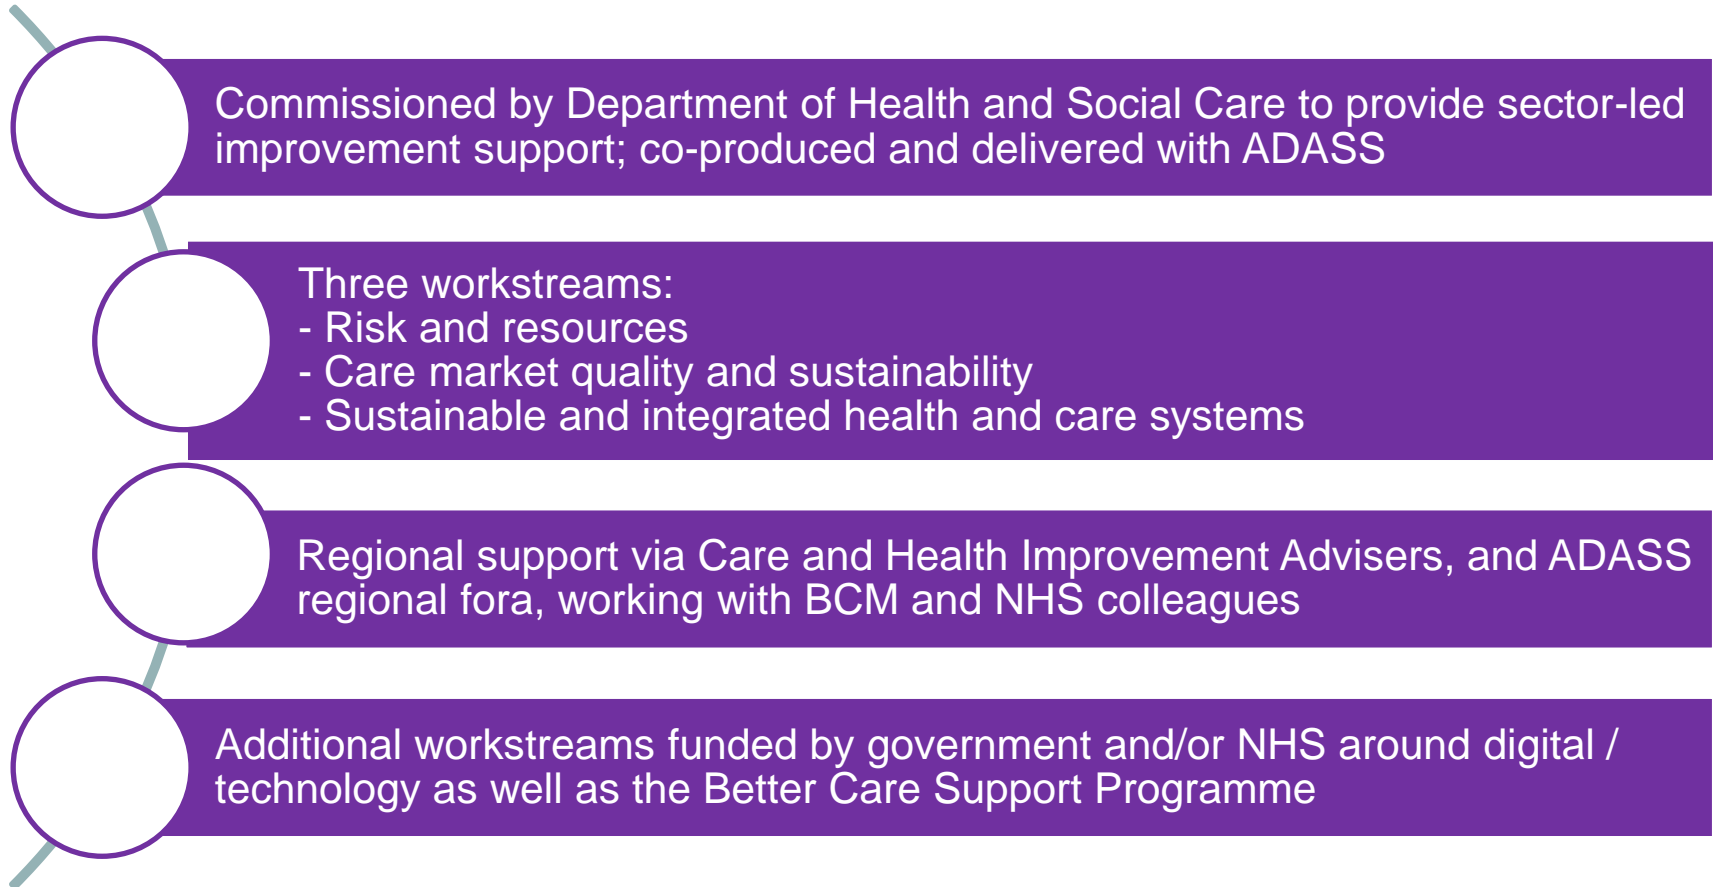 Commissioned by Department of Health and Social Care to provide sector-led
improvement support; co-produced and delivered with ADASS
Three workstreams:
- Risk and resources
- Care market quality and sustainability
- Sustainable and integrated health and care systems
Regional support via Care and Health Improvement Advisers, and ADASS
regional fora, working with BCM and NHS colleagues
Additional workstreams funded by government and/or NHS around digital /
technology as well as the Better Care Support Programme